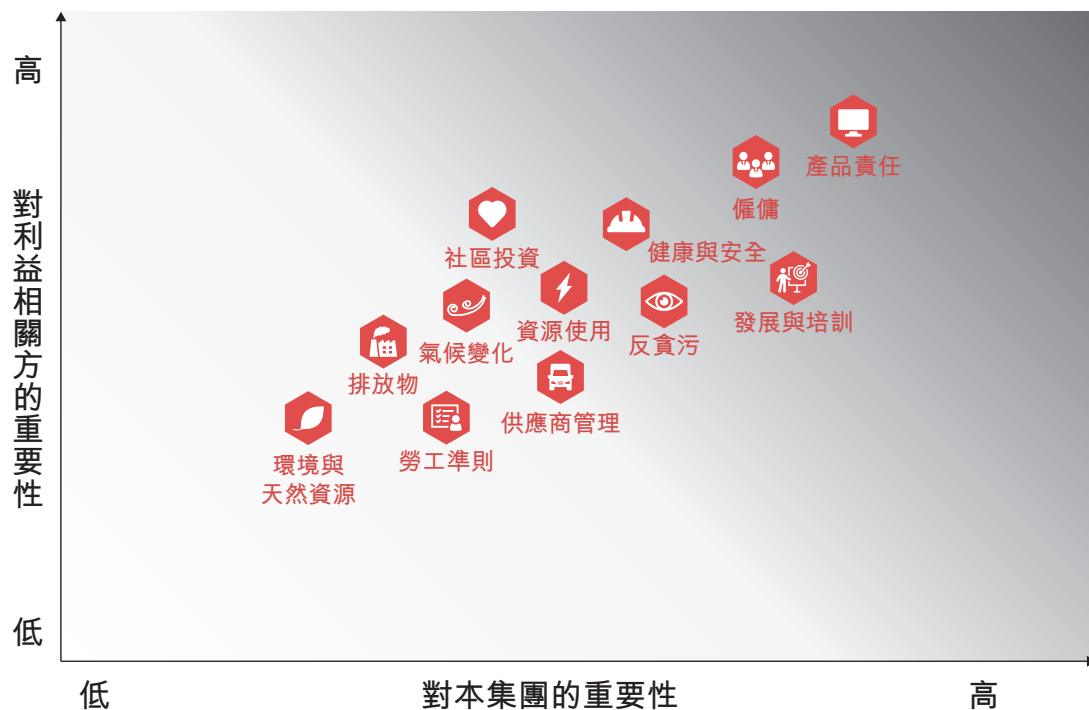 高
對利益相關方的重要性
低
產品責任
僱傭
社區投資
健康與安全
發展與培訓
資源使用
反貪污
氣候變化
排放物
供應商管理
勞工準則
環境與
天然資源
低
對本集團的重要性
高